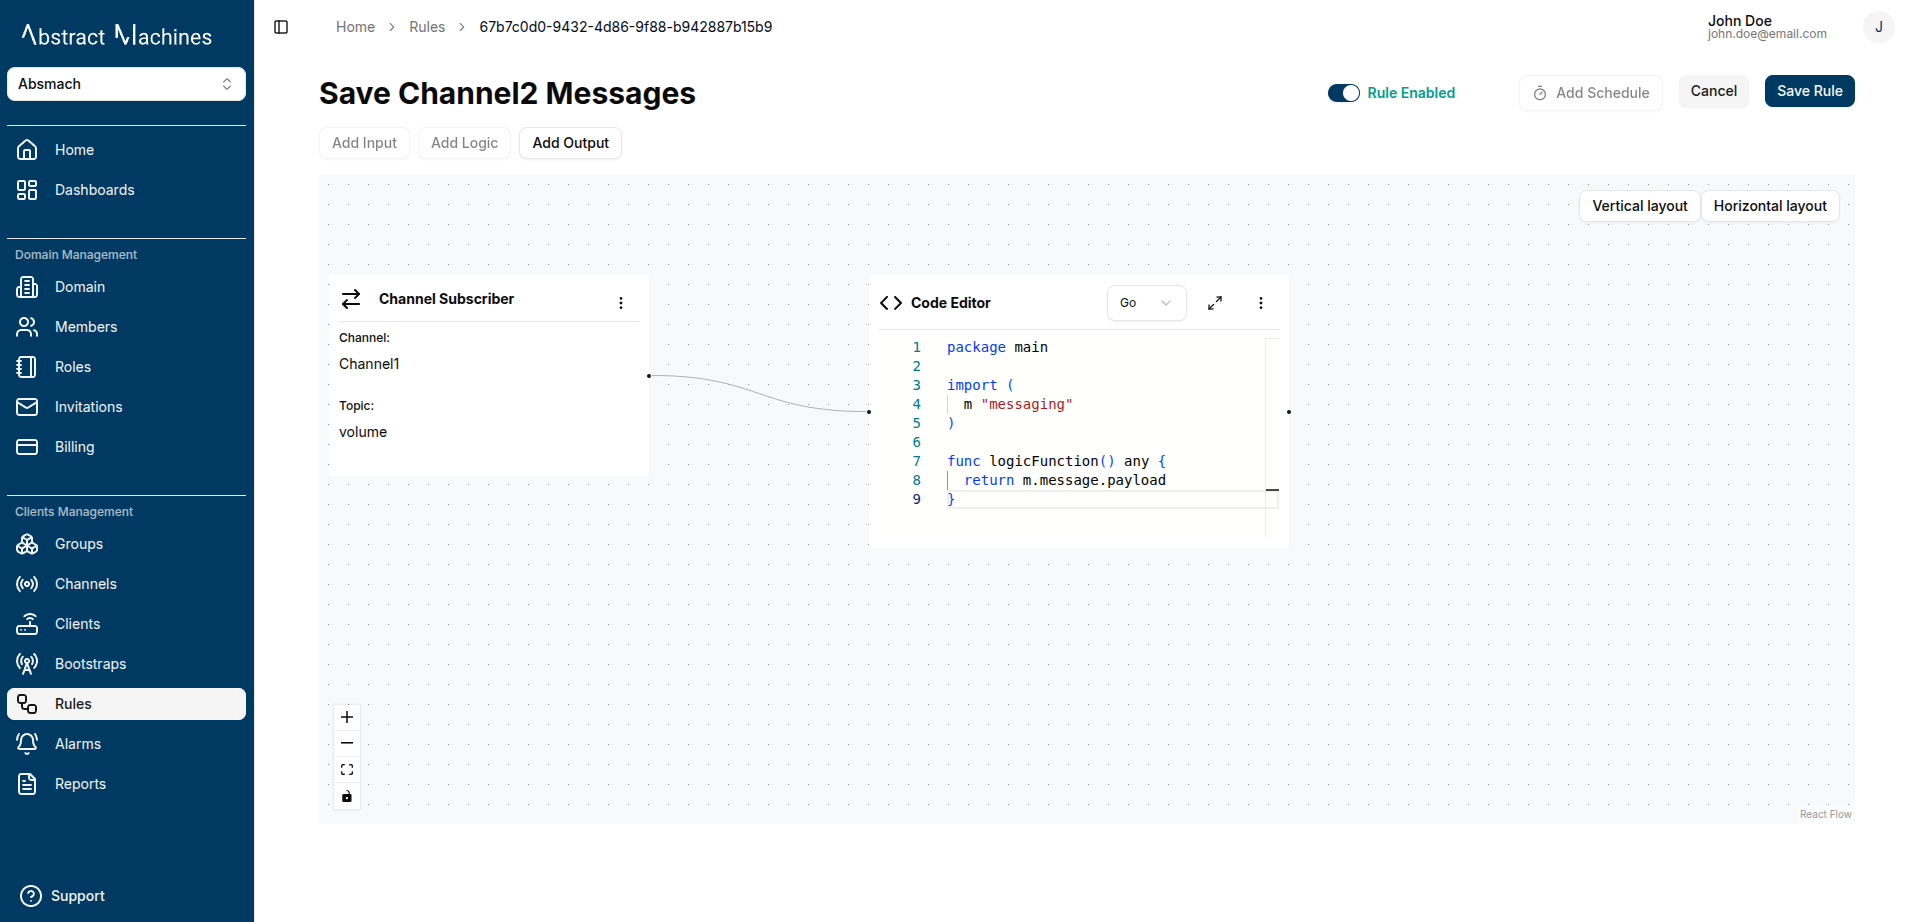 Abstract Machines
Absmach
Home
Dashboards
Domain Management
Domain
Members
Roles
Invitations
Billing
Clients Management
Groups
Channels
Clients
Bootstraps
Rules
Alarms
Reports
Support
Home > Rules > 67b7c0d0-9432-4d86-9f88-b942887b15b9
John Doe
john.doe@email.com
J
Save Channel2 Messages
Rule Enabled
Add Schedule
Cancel
Save Rule
Add Input
Add Logic
Add Output
Vertical layout
Horizontal layout
Channel Subscriber
Channel:
Channel1
Topic:
volume
Code Editor
Go
1 package main
2
3 import (
4 m "messaging"
5 )
6
7 func logicFunction() any {
8 return m.message.payload
9 }
React Flow